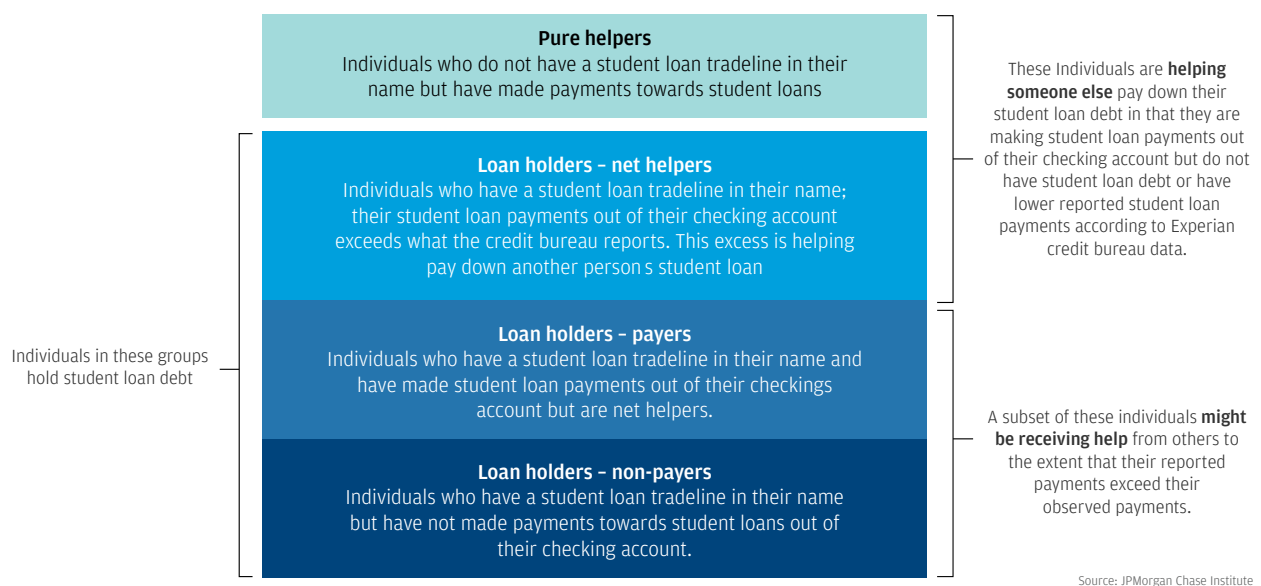 Pure helpers
Individuals who do not have a student loan tradeline in their
name but have made payments towards student loans
Loan holders – net helpers
Individuals who have a student loan tradeline in their name;
their student loan payments out of their checking account
exceeds what the credit bureau reports. This excess is helping
pay down another person s student loan
Loan holders – payers
Individuals who have a student loan tradeline in their name and
have made student loan payments out of their checkings
account but are net helpers.
Loan holders – non-payers
Individuals who have a student loan tradeline in their name
but have not made payments towards student loans out of
their checking account.
Individuals in these groups
hold student loan debt
These Individuals are helping
someone else pay down their
student loan debt in that they are
making student loan payments out
of their checking account but do not
have student loan debt or have
lower reported student loan
payments according to Experian
credit bureau data.
A subset of these individuals might
be receiving help from others to
the extent that their reported
payments exceed their
observed payments.
Source: JPMorgan Chase Institute